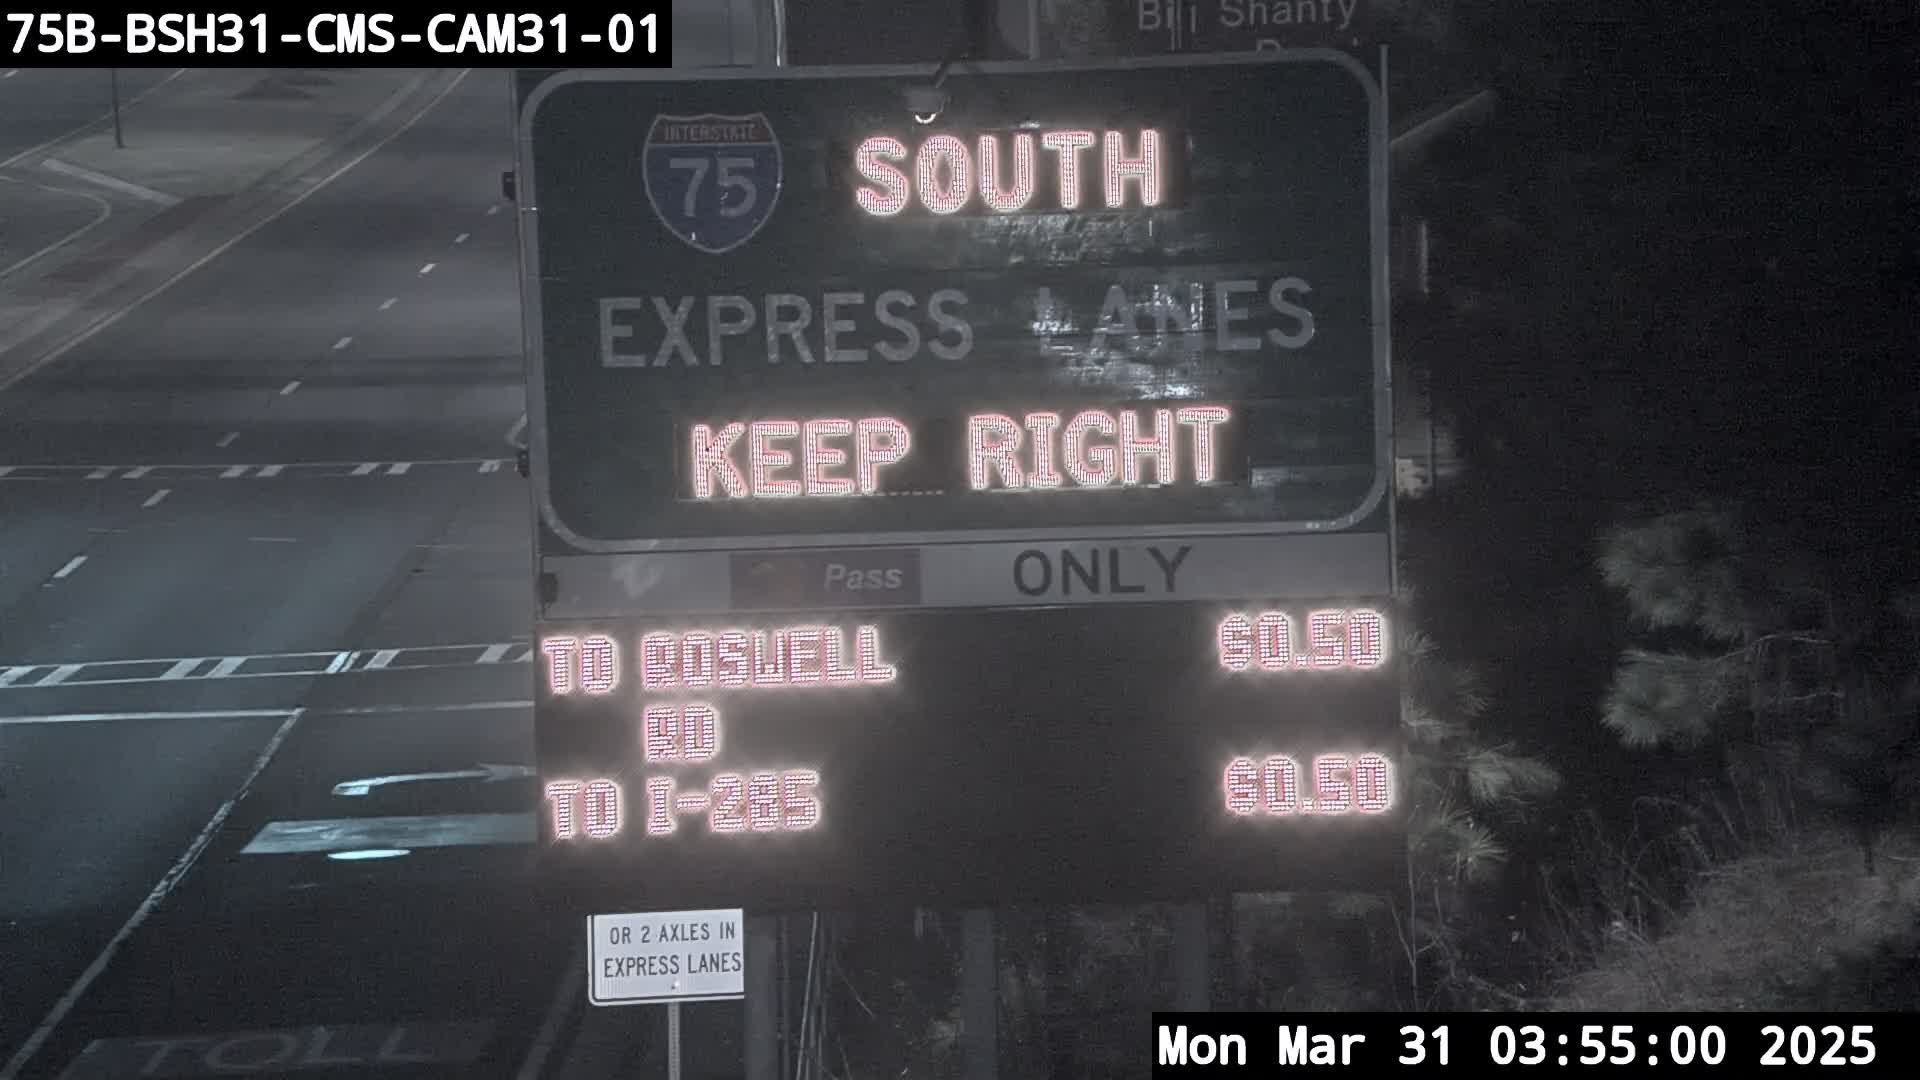 75B-BSH31-CMS-CAM31-01
Bill Shanty
INTERSTATE
75
SOUTH
EXPRESS LANES
KEEP RIGHT
Pass
ONLY
TO ROSWELL $0.50
RD
TO I-285 $0.50
OR 2 AXLES IN
EXPRESS LANES
TOLL
Mon Mar 31 03:55:00 2025